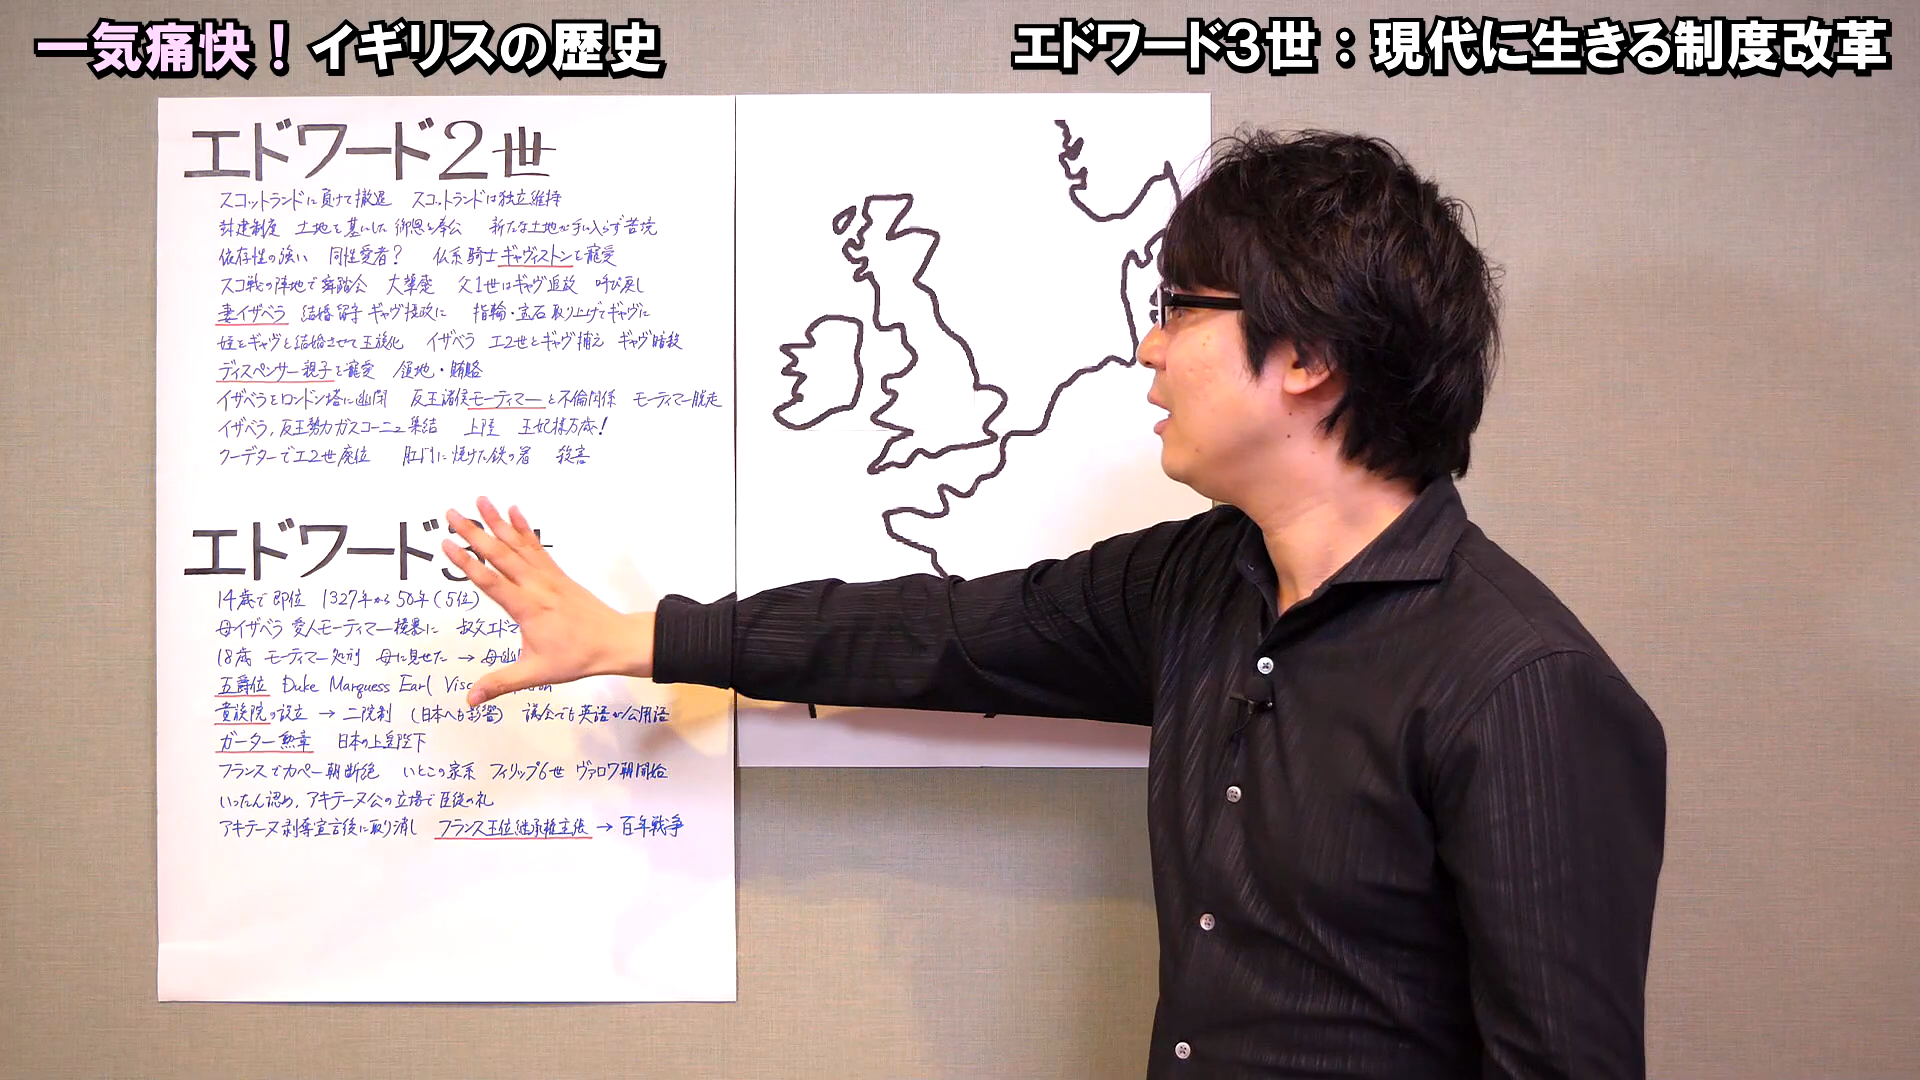 一気痛快！イギリスの歴史
エドワード3世：現代に生きる制度改革
エドワード2世
スコットランドに負けて撤退 スコットランドは独立維持
封建制度 土地を基にした御恩と奉公 新たな土地が手に入らず苦境
依存性の強い 同性愛者？ 仏系騎士ギャヴィストンを寵愛
スコ戦の陣地で舞踏会 大顰蹙 父1世はギャヴ追放 呼び戻し
妻イザベラ 結婚留守ギャヴ摂政に 指輪・宝石取り上げてギャヴに
姪をギャヴと結婚させて王族化 イザベラ エ2世とギャヴ捕え ギャヴ暗殺
ディスペンサー親子を寵愛 領地・賄賂
イザベラをロンドン塔に幽閉 反王諸侯モーティマーと不倫関係 モーティマー脱走
イザベラ，反王勢力ガスコーニュ集結 上陸 王妃様万歳！
クーデターでエ2世廃位 肛門に焼けた鉄の 殺害
エドワード3
14歳で即位 1327年から50年（5位）
母イザベラ 愛人モーティマー横暴に 叔父エドマ
18歳 モーティマー処刑 母に見せた → 母幽
五爵位 Duke Marquess Earl Visc
貴族院の設立 → 二院制 （日本へも影響） 議会でも英語が公用語
ガーター勲章 日本の上皇陛下
フランスでカペー朝断絶 いとこの家系 フィリップ6世 ヴァロワ朝開始
いったん認め，アキテーヌ公の立場で臣従の礼
アキテーヌ剥奪宣言後に取り消し フランス王位継承権主張 → 百年戦争